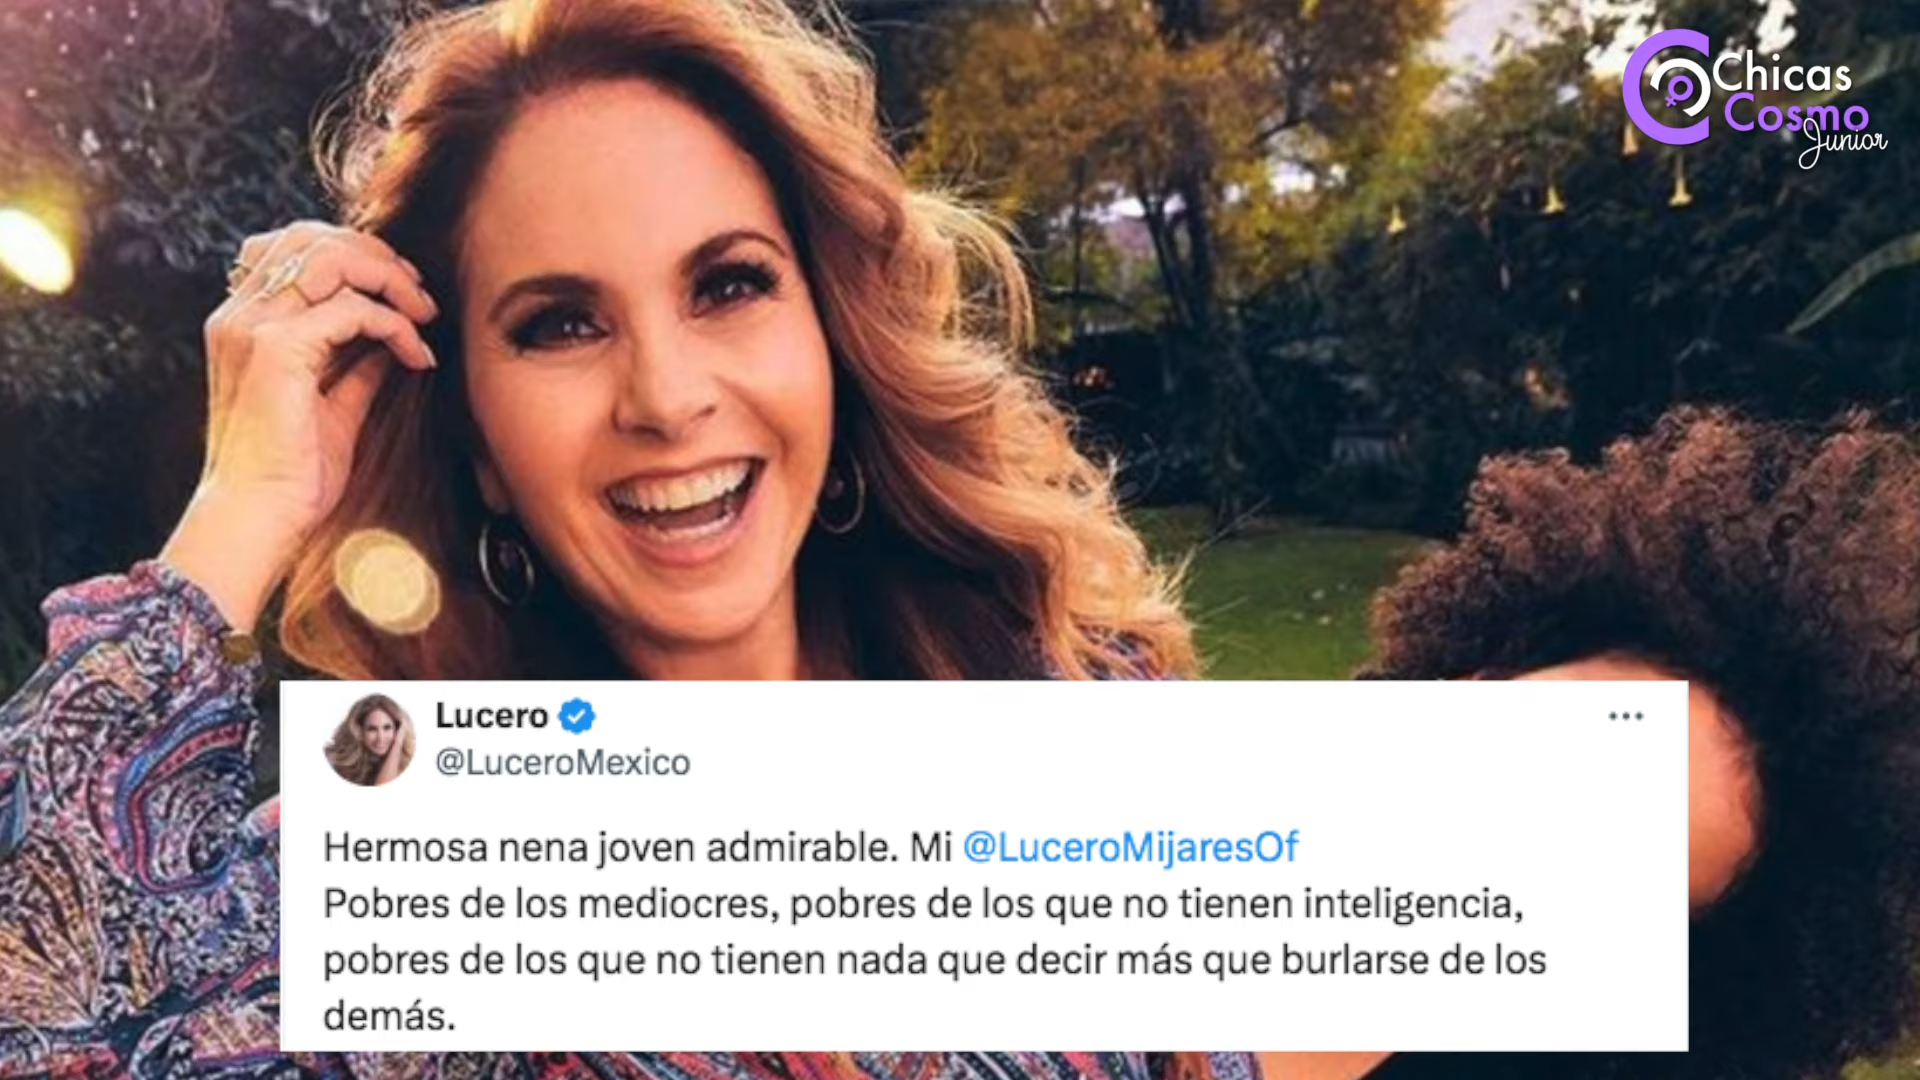 Chicas
Cosmo
Junior
Lucero
@LuceroMexico
Hermosa nena joven admirable. Mi @LuceroMijaresOf
Pobres de los mediocres, pobres de los que no tienen inteligencia,
pobres de los que no tienen nada que decir más que burlarse de los
demás.